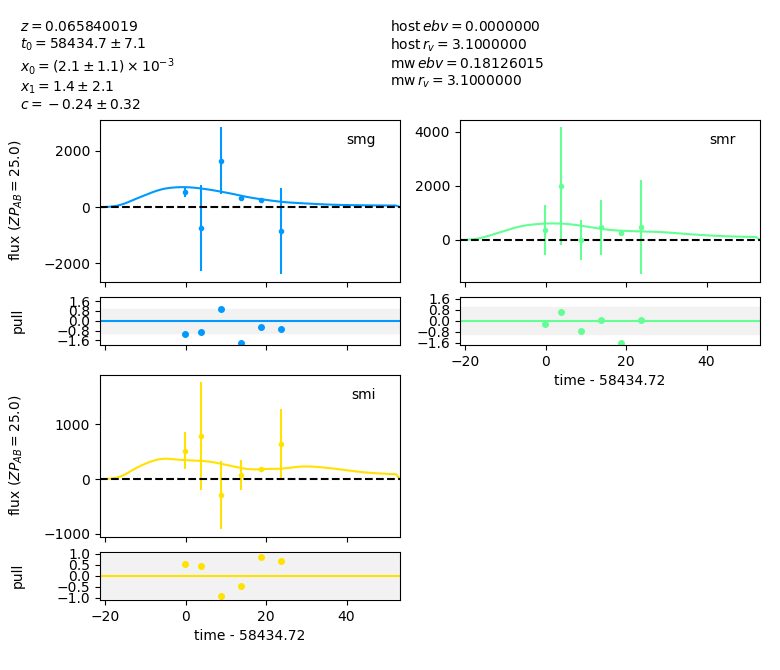 z = 0.065840019
t₀ = 58434.7 ± 7.1
x₀ = (2.1 ± 1.1) × 10⁻³
x₁ = 1.4 ± 2.1
c = −0.24 ± 0.32
host ebv = 0.0000000
host r_v = 3.1000000
mw ebv = 0.18126015
mw r_v = 3.1000000
flux (ZP_AB = 25.0)
2000
0
−2000
smg
4000
2000
0
smr
pull
1.6
0.8
0.0
−0.8
−1.6
1.6
0.8
0.0
−0.8
−1.6
−20 0 20 40
time - 58434.72
flux (ZP_AB = 25.0)
1000
0
−1000
smi
pull
1.0
0.5
0.0
−0.5
−1.0
−20 0 20 40
time - 58434.72